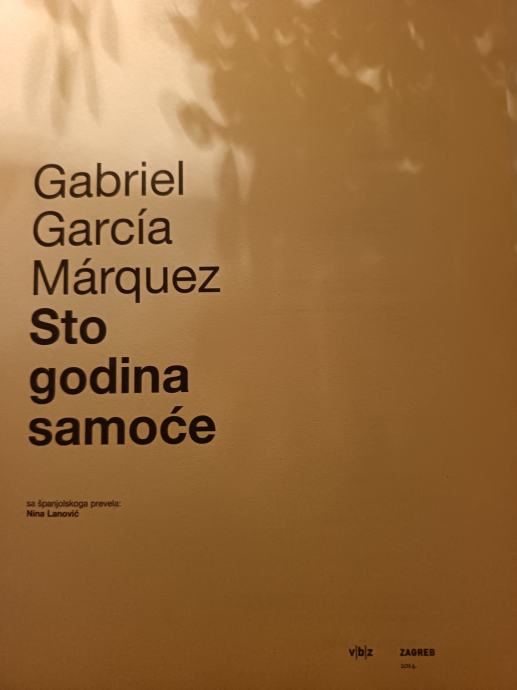 Gabriel
García
Márquez
Sto
godina
samoće
sa španjolskoga prevela:
Nina Lanović
v|b|z ZAGREB
2014.